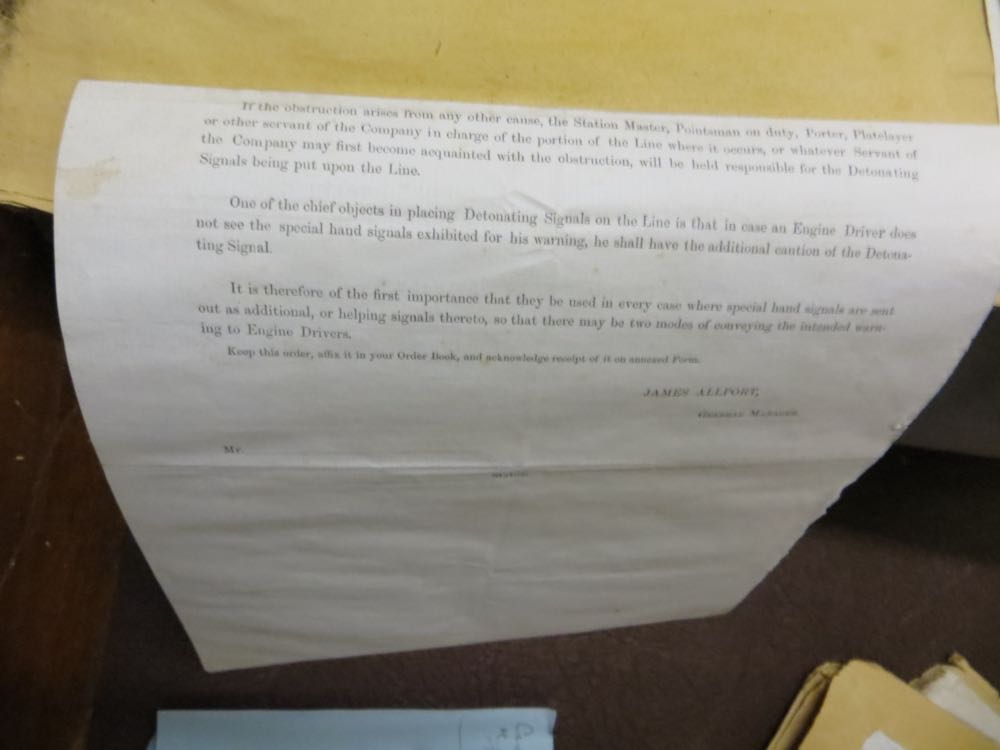 If the obstruction arises from any other cause, the Station Master, Pointsman on duty, Porter, Platelayer
or other servant of the Company in charge of the portion of the Line where it occurs, or whatever Servant of
the Company may first become acquainted with the obstruction, will be held responsible for the Detonating
Signals being put upon the Line.
One of the chief objects in placing Detonating Signals on the Line is that in case an Engine Driver does
not see the special hand signals exhibited for his warning, he shall have the additional caution of the Detona-
ting Signal.
It is therefore of the first importance that they be used in every case where special hand signals are sent
out as additional, or helping signals thereto, so that there may be two modes of conveying the intended warn-
ing to Engine Drivers.
Keep this order, affix it in your Order Book, and acknowledge receipt of it on annexed Form.
JAMES ALLPORT,
General Manager.
Mr.
Station.